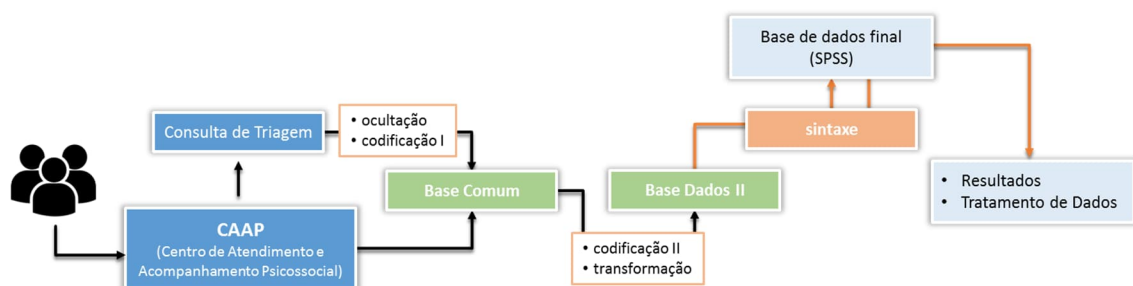 Consulta de Triagem
• ocultação
• codificação I
CAAP
(Centro de Atendimento e
Acompanhamento Psicossocial)
Base Comum
• codificação II
• transformação
Base Dados II
sintaxe
Base de dados final
(SPSS)
• Resultados
• Tratamento de Dados